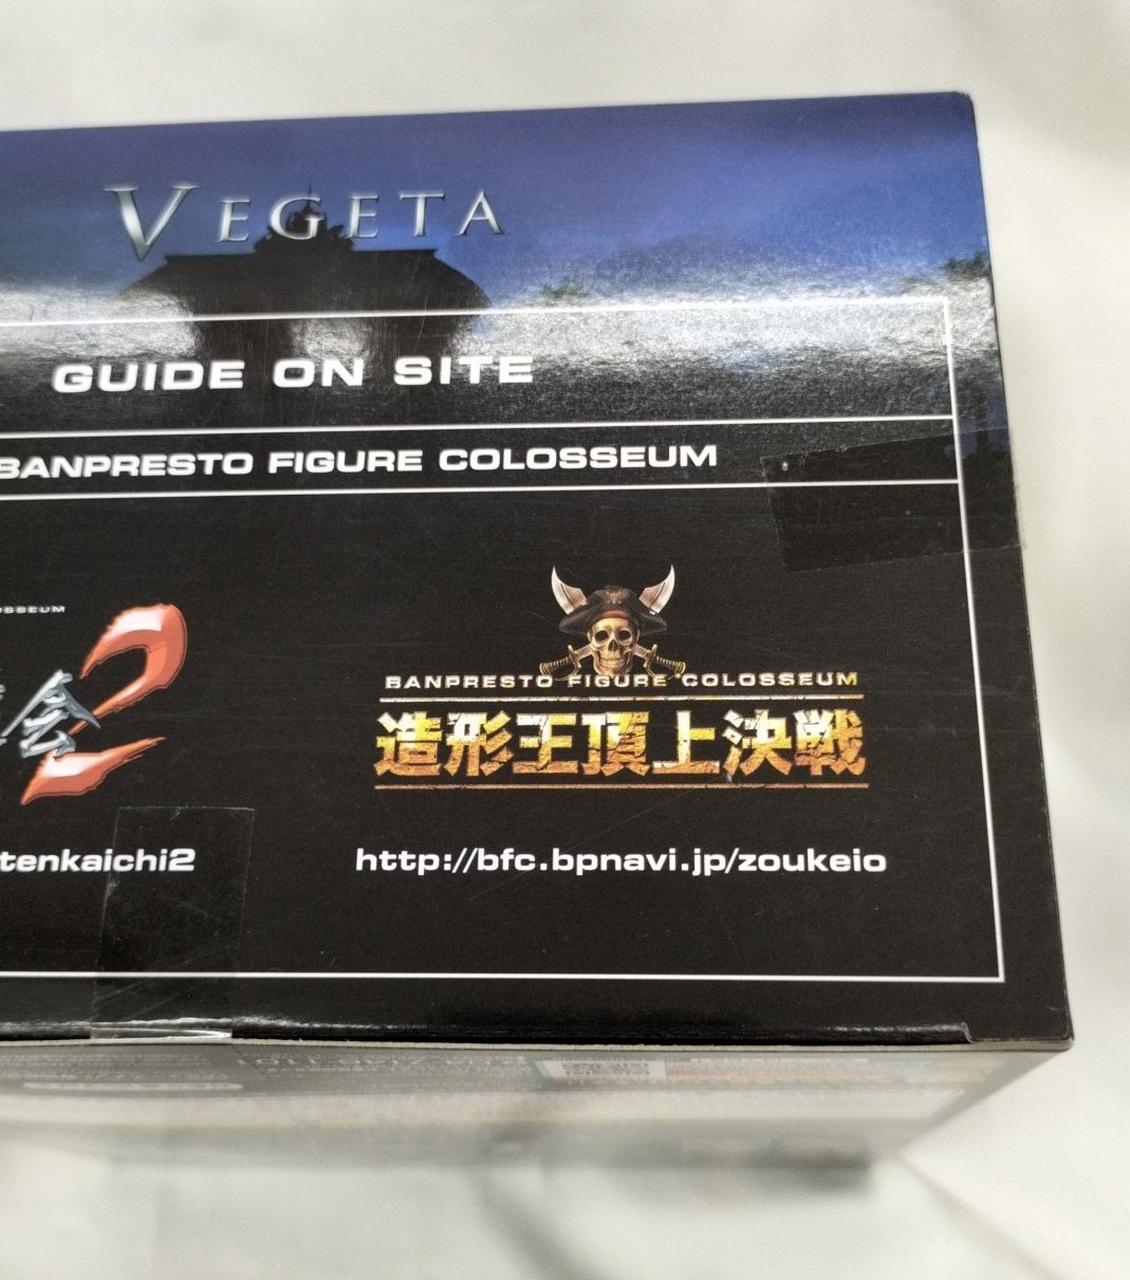 VEGETA
GUIDE ON SITE
BANPRESTO FIGURE COLOSSEUM
会2
tenkaichi2
BANPRESTO FIGURE COLOSSEUM
造形王頂上決戦
http://bfc.bpnavi.jp/zoukeio